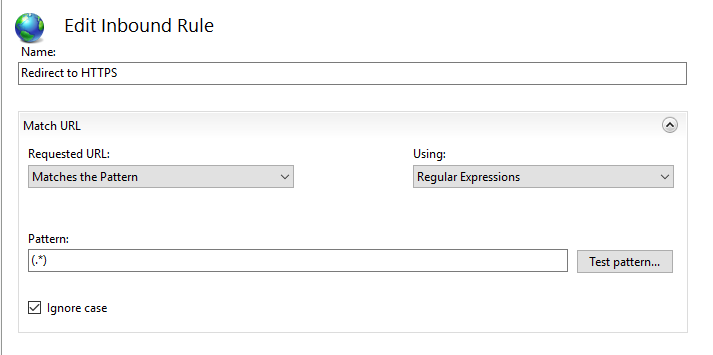 Edit Inbound Rule
Name:
Redirect to HTTPS
Match URL
Requested URL: Using:
Matches the Pattern Regular Expressions
Pattern:
(.*) Test pattern...
Ignore case